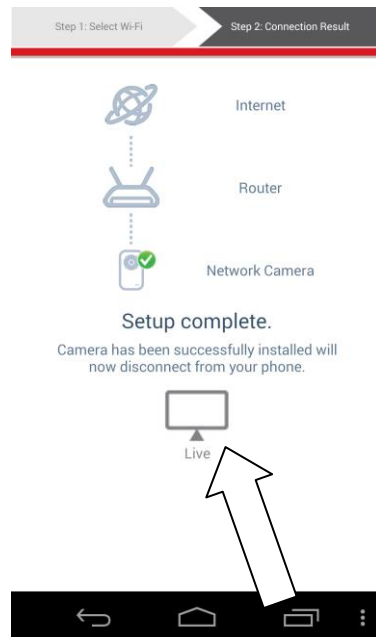 Step 1: Select Wi-Fi
Step 2: Connection Result
Internet
Router
Network Camera
Setup complete.
Camera has been successfully installed will
now disconnect from your phone.
Live